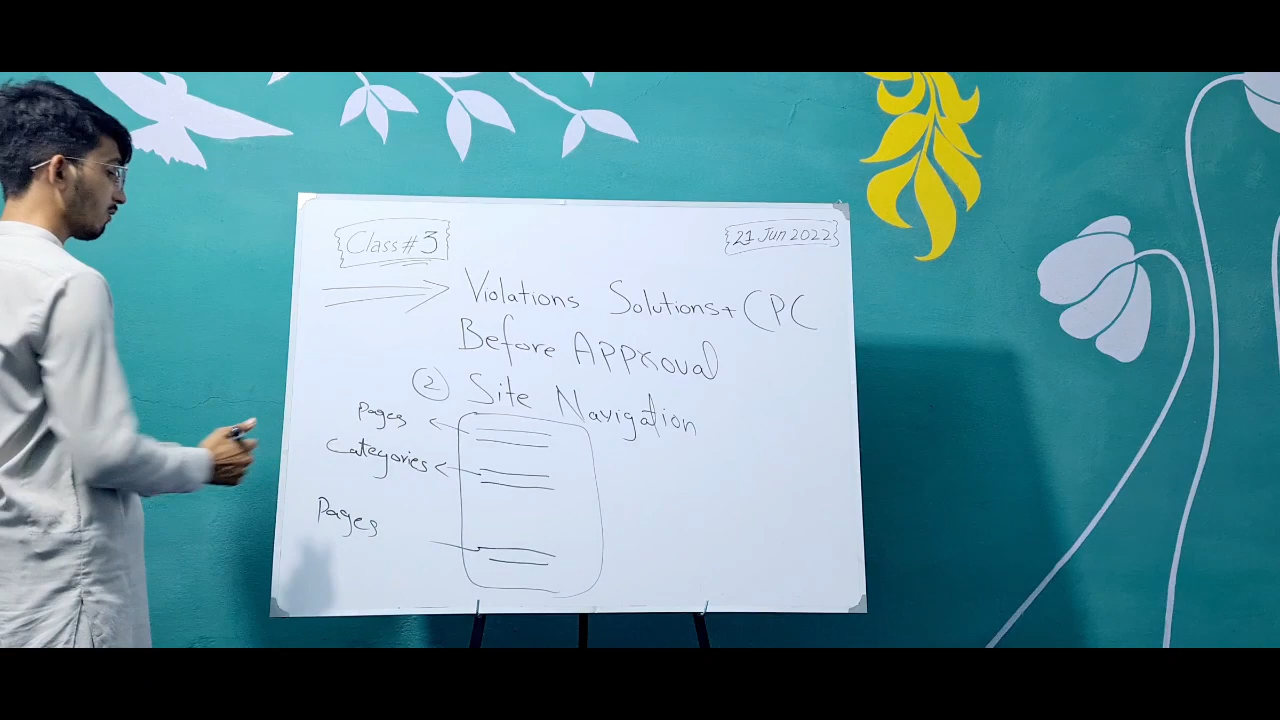 Class # 3
21 Jun 2022
Violations Solutions + CPC
Before Approval
② Site Navigation
Pages
Categories
Pages